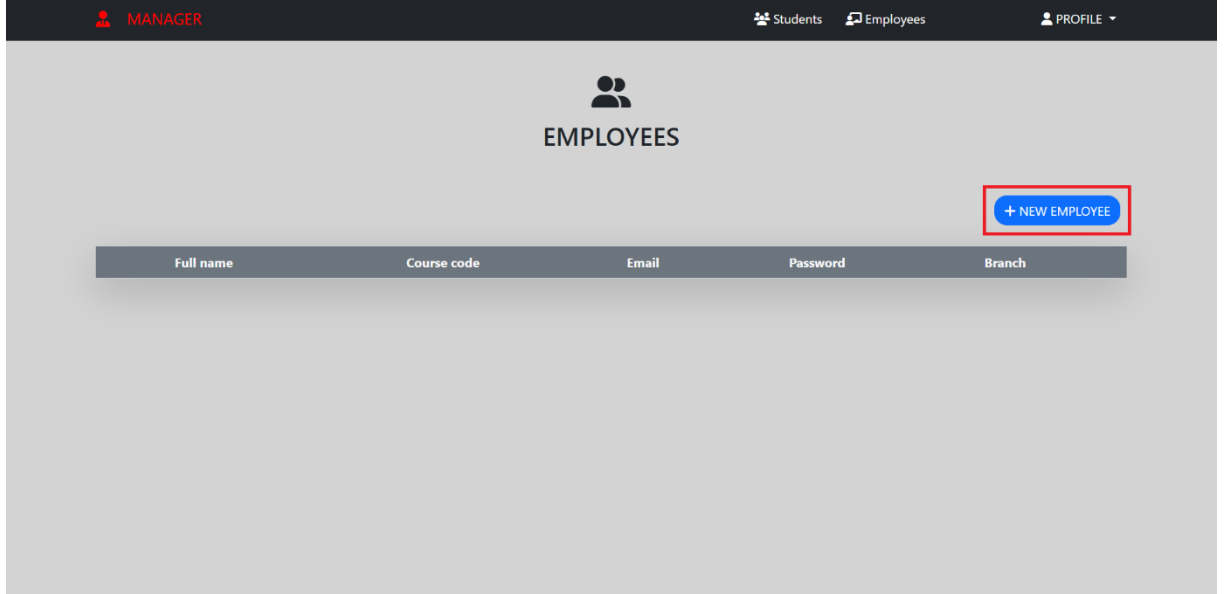 MANAGER Students Employees PROFILE
EMPLOYEES
+ NEW EMPLOYEE
Full name Course code Email Password Branch